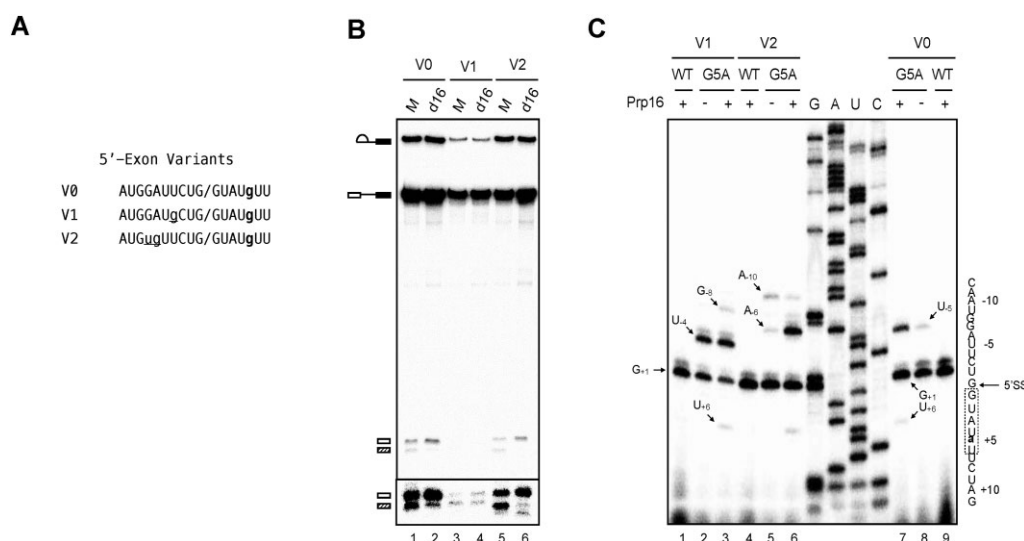 A
5'-Exon Variants
V0 AUGGAUUCUG/GUAUgUU
V1 AUGGAUgCUG/GUAUgUU
V2 AUGugUUCUG/GUAUgUU
B
V0 V1 V2
M d16 M d16 M d16
1 2 3 4 5 6
C
V1 V2 V0
WT G5A WT G5A G5A WT
Prp16 + - + + - + G A U C + - +
A-10
G-8
A-6
U-5
U-4
G+1
G+1
U+6
U+6
C
A
A -10
U
G
G
A
U -5
U
C
U
G 5'SS
G
U
A
U
a +5
U
U
C
U
A +10
G
1 2 3 4 5 6 7 8 9